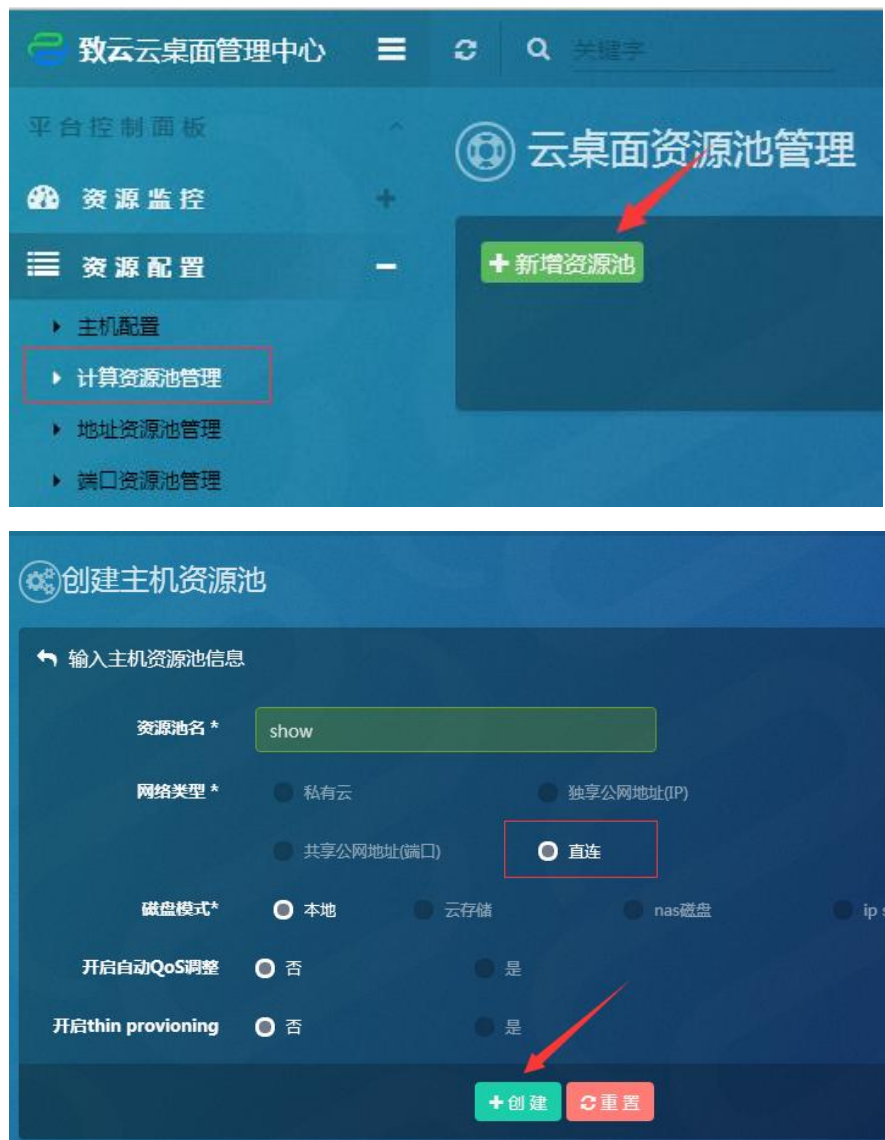 致云云桌面管理中心 关键字
平台控制面板
云桌面资源池管理
资源监控
资源配置
新增资源池
主机配置
计算资源池管理
地址资源池管理
端口资源池管理
创建主机资源池
输入主机资源池信息
资源池名 * show
网络类型 * 私有云 独享公网地址(IP)
共享公网地址(端口) 直连
磁盘模式* 本地 云存储 nas磁盘 ip s
开启自动QoS调整 否 是
开启thin provioning 否 是
创建 重置